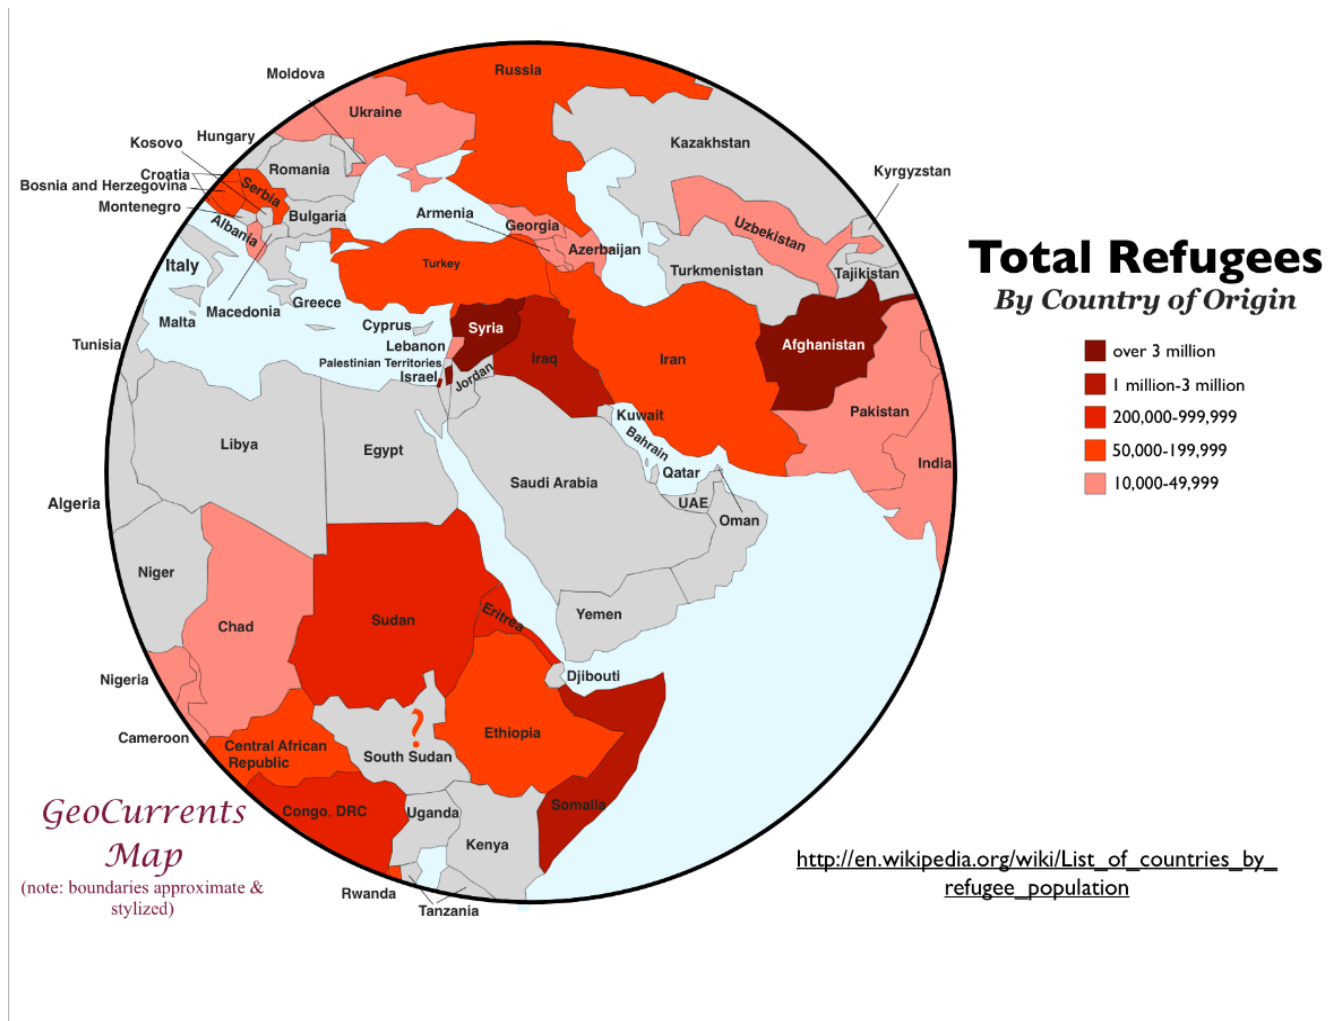 Russia
Moldova
Ukraine
Hungary
Kosovo
Kazakhstan
Romania
Croatia
Kyrgyzstan
Bosnia and Herzegovina
Serbia
Montenegro
Bulgaria
Armenia
Georgia
Uzbekistan
Albania
Azerbaijan
Italy
Turkey
Turkmenistan
Tajikistan
Total Refugees
By Country of Origin
Greece
Macedonia
Malta
Cyprus
Syria
Tunisia
Lebanon
Afghanistan
Palestinian Territories
Iraq
Iran
Israel
Jordan
over 3 million
1 million-3 million
200,000-999,999
50,000-199,999
10,000-49,999
Kuwait
Pakistan
Bahrain
Libya
Egypt
India
Qatar
Saudi Arabia
UAE
Algeria
Oman
Niger
Yemen
Eritrea
Sudan
Chad
Nigeria
Djibouti
Cameroon
?
Ethiopia
Central African
Republic
South Sudan
Somalia
Congo, DRC
Uganda
Kenya
Rwanda
Tanzania
GeoCurrents
Map
(note: boundaries approximate &
stylized)
http://en.wikipedia.org/wiki/List_of_countries_by_
refugee_population